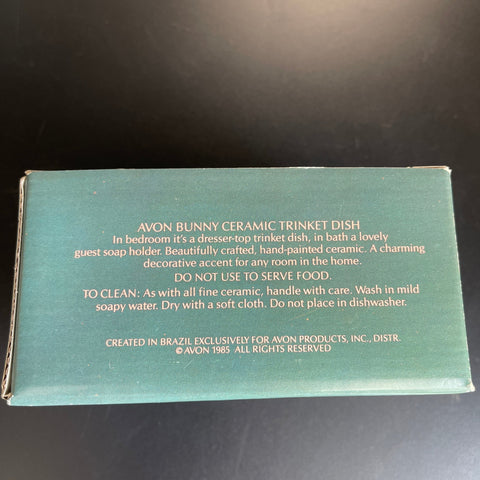 AVON BUNNY CERAMIC TRINKET DISH
In bedroom it's a dresser-top trinket dish, in bath a lovely
guest soap holder. Beautifully crafted, hand-painted ceramic. A charming
decorative accent for any room in the home.
DO NOT USE TO SERVE FOOD.
TO CLEAN: As with all fine ceramic, handle with care. Wash in mild
soapy water. Dry with a soft cloth. Do not place in dishwasher.
CREATED IN BRAZIL EXCLUSIVELY FOR AVON PRODUCTS, INC., DISTR.
© AVON 1985 ALL RIGHTS RESERVED